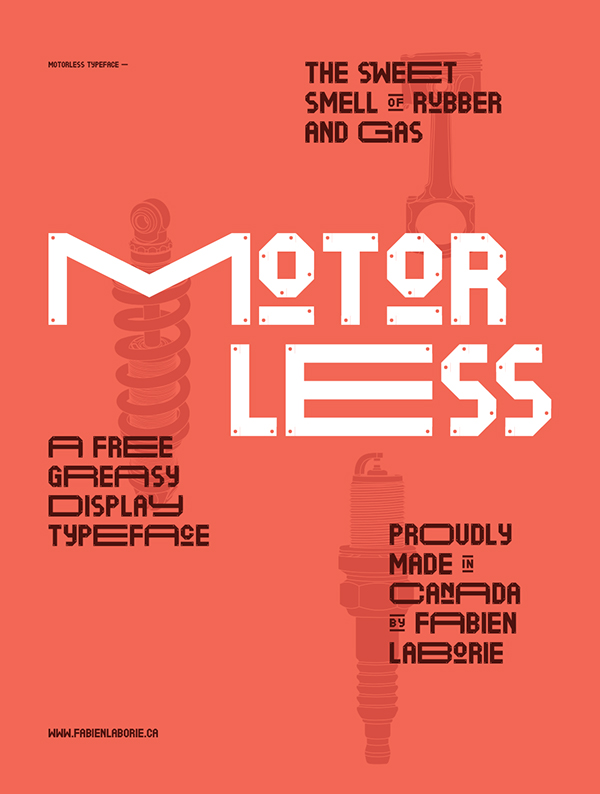 MOTORLESS TYPEFACE —
THE SWEET
SMELL OF RUBBER
AND GAS
MOTOR
LESS
A FREE
GREASY
DISPLAY
TYPEFACE
PROUDLY
MADE IN
CANADA
BY FABIEN
LABORIE
WWW.FABIENLABORIE.CA